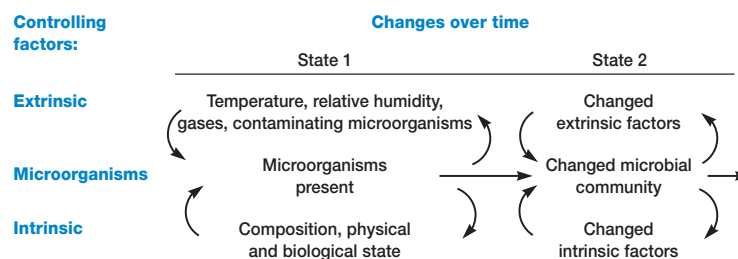 Controlling
factors:
Changes over time
State 1
State 2
Extrinsic
Temperature, relative humidity,
gases, contaminating microorganisms
Changed
extrinsic factors
Microorganisms
Microorganisms
present
Changed microbial
community
Intrinsic
Composition, physical
and biological state
Changed
intrinsic factors